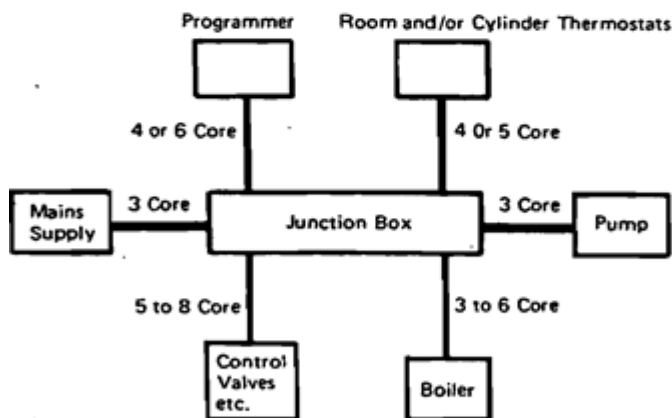 Programmer
Room and/or Cylinder Thermostats
4 or 6 Core
4 Or 5 Core
Mains
Supply
3 Core
Junction Box
3 Core
Pump
5 to 8 Core
3 to 6 Core
Control
Valves
etc.
Boiler